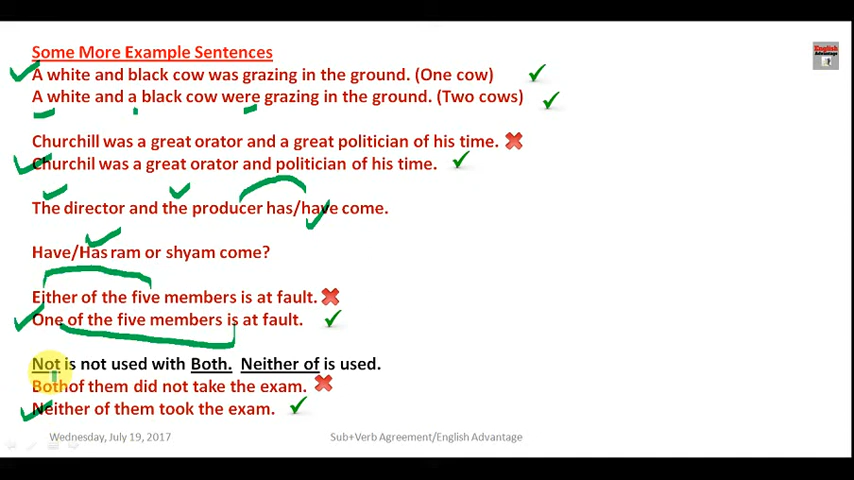 Some More Example Sentences
English
Advantage
A white and black cow was grazing in the ground. (One cow)
A white and a black cow were grazing in the ground. (Two cows)
Churchill was a great orator and a great politician of his time.
Churchil was a great orator and politician of his time.
The director and the producer has/have come.
Have/Has ram or shyam come?
Either of the five members is at fault.
One of the five members is at fault.
Not is not used with Both. Neither of is used.
Bothof them did not take the exam.
Neither of them took the exam.
Wednesday, July 19, 2017
Sub+Verb Agreement/English Advantage